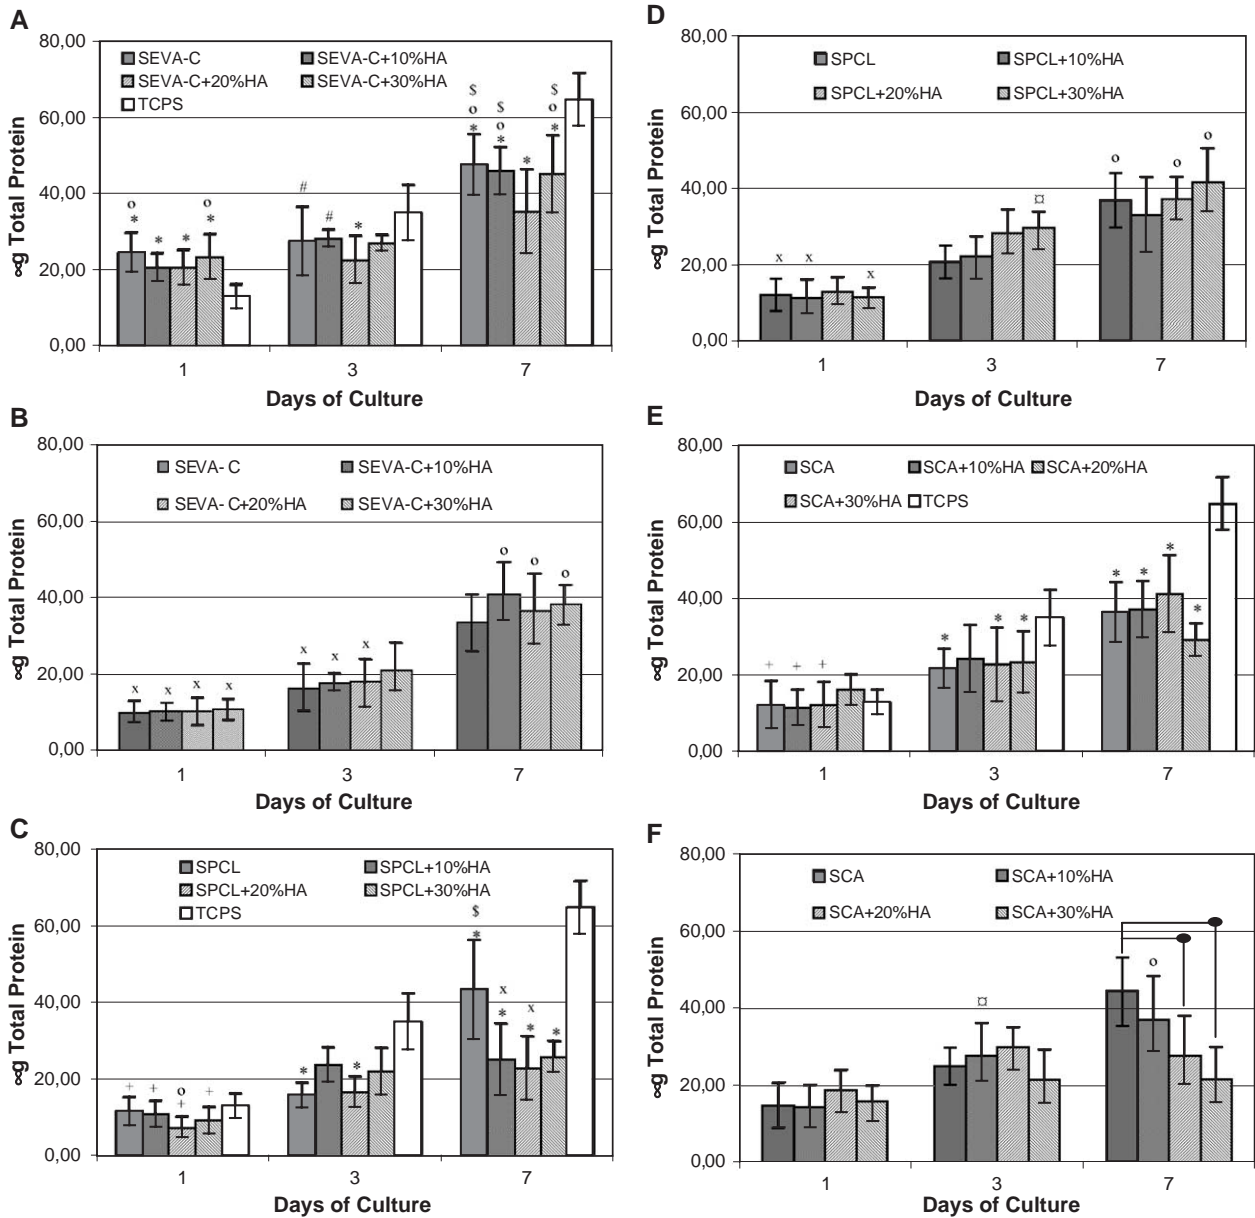 A
80,00
60,00
40,00
20,00
0,00
∝g Total Protein
SEVA-C
SEVA-C+10%HA
SEVA-C+20%HA
SEVA-C+30%HA
TCPS
o
*
*
*
o
*
#
#
*
$
o
*
$
o
*
*
$
o
*
1 3 7
Days of Culture
B
80,00
60,00
40,00
20,00
0,00
∝g Total Protein
SEVA- C
SEVA-C+10%HA
SEVA- C+20%HA
SEVA-C+30%HA
x x x x
x x x
o o o
1 3 7
Days of Culture
C
80,00
60,00
40,00
20,00
0,00
∝g Total Protein
SPCL
SPCL+10%HA
SPCL+20%HA
SPCL+30%HA
TCPS
+ +
o
+
+
* *
$
*
x
*
x
*
*
1 3 7
Days of Culture
D
80,00
60,00
40,00
20,00
0,00
∝g Total Protein
SPCL
SPCL+10%HA
SPCL+20%HA
SPCL+30%HA
x x x
¤
o o o
1 3 7
Days of Culture
E
80,00
60,00
40,00
20,00
0,00
∝g Total Protein
SCA
SCA+10%HA
SCA+20%HA
SCA+30%HA
TCPS
+ + +
* * *
* * * *
1 3 7
Days of Culture
F
80,00
60,00
40,00
20,00
0,00
∝g Total Protein
SCA
SCA+10%HA
SCA+20%HA
SCA+30%HA
¤
o
1 3 7
Days of Culture